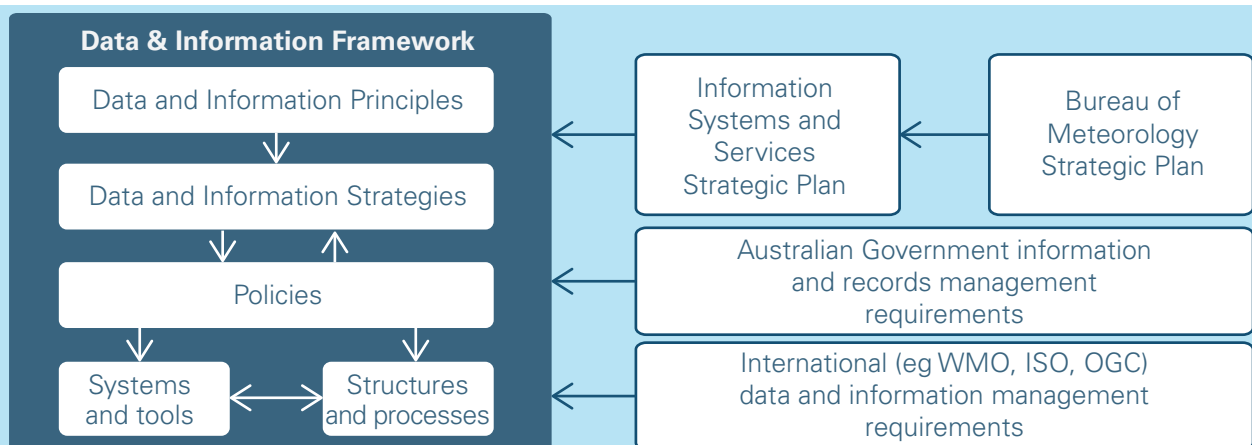 Data & Information Framework
Data and Information Principles
Data and Information Strategies
Policies
Systems
and tools
Structures
and processes
Information
Systems and
Services
Strategic Plan
Bureau of
Meteorology
Strategic Plan
Australian Government information
and records management
requirements
International (eg WMO, ISO, OGC)
data and information management
requirements